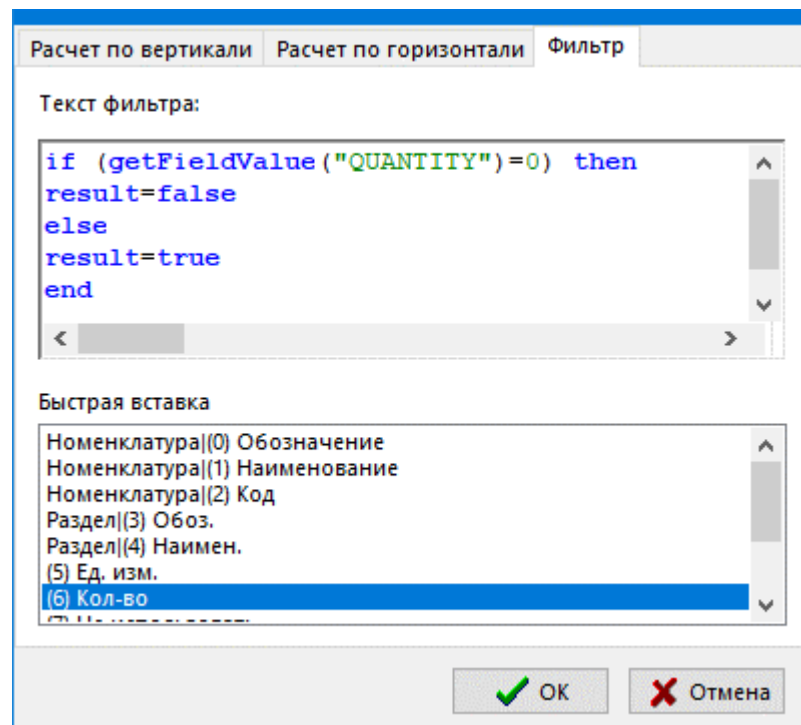 Расчет по вертикали Расчет по горизонтали Фильтр
Текст фильтра:
if (getFieldValue("QUANTITY")=0) then
result=false
else
result=true
end
Быстрая вставка
Номенклатура|(0) Обозначение
Номенклатура|(1) Наименование
Номенклатура|(2) Код
Раздел|(3) Обоз.
Раздел|(4) Наимен.
(5) Ед. изм.
(6) Кол-во
OK Отмена